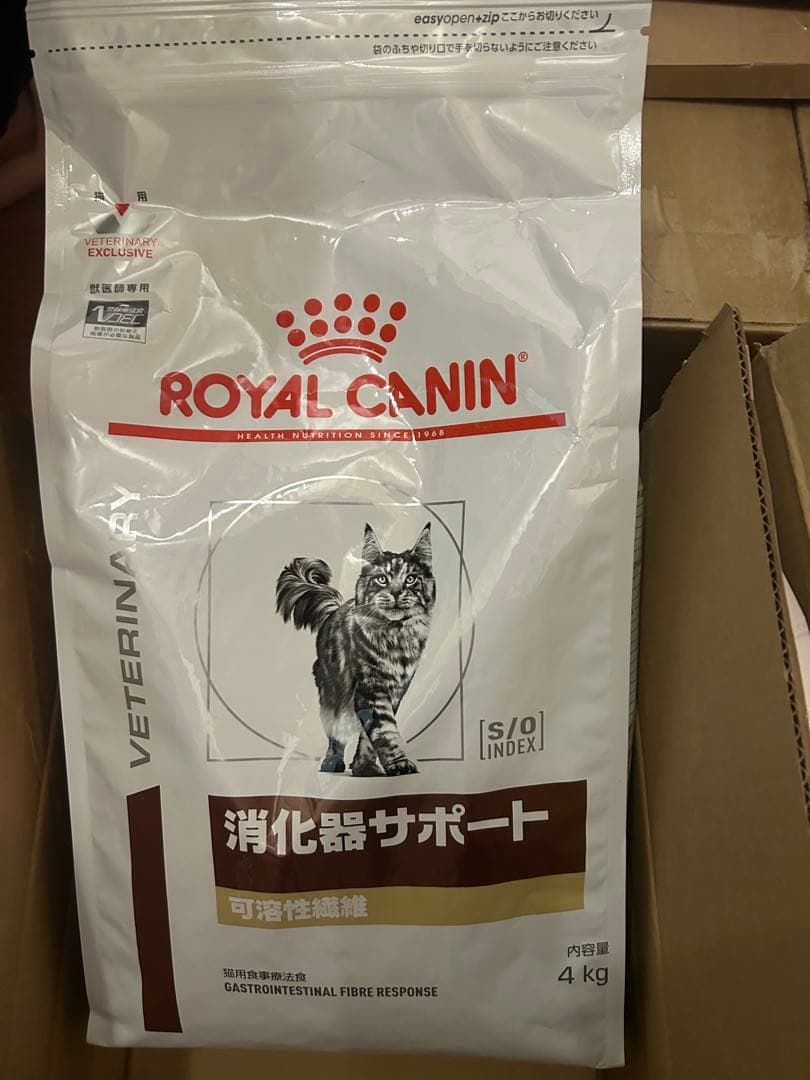 easyopen+zip ここからお切りください
袋のふちや切り口で手を切らないようにご注意ください
猫 用
VETERINARY
EXCLUSIVE
獣医師専用
ROYAL CANIN®
HEALTH NUTRITION SINCE 1968
VETERINARY
S/O
INDEX
消化器サポート
可溶性繊維
内容量
4 kg
猫用食事療法食
GASTROINTESTINAL FIBRE RESPONSE